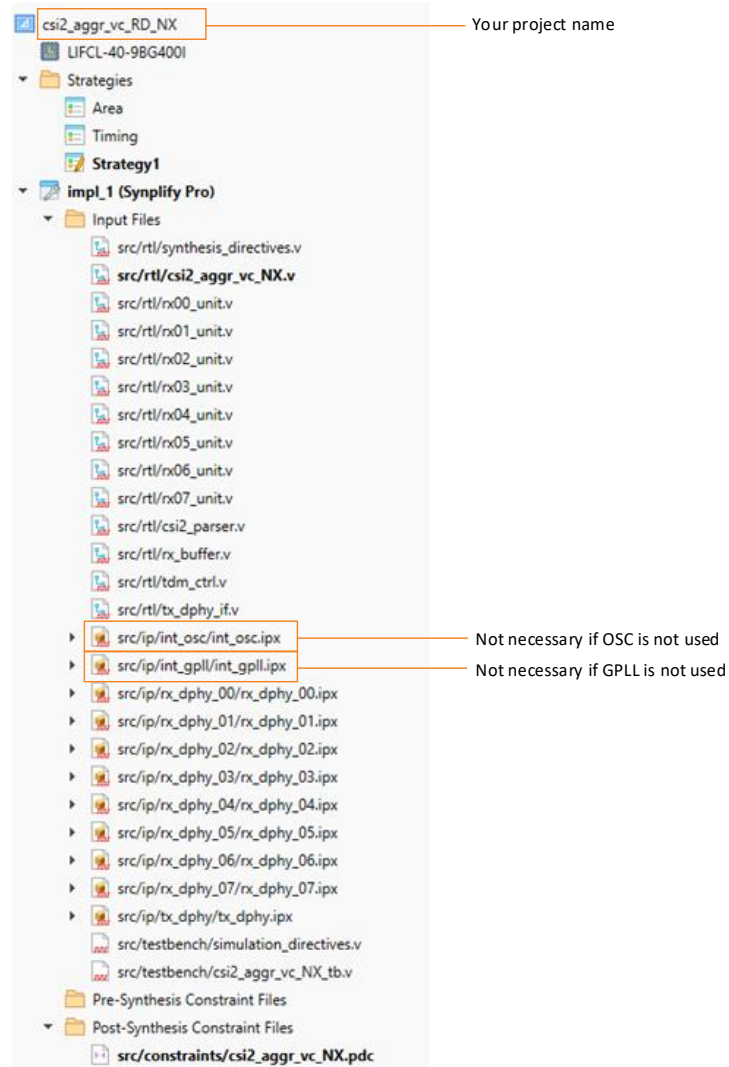 csi2_aggr_vc_RD_NX Your project name
LIFCL-40-9BG400I
Strategies
Area
Timing
Strategy1
impl_1 (Synplify Pro)
Input Files
src/rtl/synthesis_directives.v
src/rtl/csi2_aggr_vc_NX.v
src/rtl/rx00_unit.v
src/rtl/rx01_unit.v
src/rtl/rx02_unit.v
src/rtl/rx03_unit.v
src/rtl/rx04_unit.v
src/rtl/rx05_unit.v
src/rtl/rx06_unit.v
src/rtl/rx07_unit.v
src/rtl/csi2_parser.v
src/rtl/rx_buffer.v
src/rtl/tdm_ctrl.v
src/rtl/tx_dphy_if.v
src/ip/int_osc/int_osc.ipx Not necessary if OSC is not used
src/ip/int_gpll/int_gpll.ipx Not necessary if GPLL is not used
src/ip/rx_dphy_00/rx_dphy_00.ipx
src/ip/rx_dphy_01/rx_dphy_01.ipx
src/ip/rx_dphy_02/rx_dphy_02.ipx
src/ip/rx_dphy_03/rx_dphy_03.ipx
src/ip/rx_dphy_04/rx_dphy_04.ipx
src/ip/rx_dphy_05/rx_dphy_05.ipx
src/ip/rx_dphy_06/rx_dphy_06.ipx
src/ip/rx_dphy_07/rx_dphy_07.ipx
src/ip/tx_dphy/tx_dphy.ipx
src/testbench/simulation_directives.v
src/testbench/csi2_aggr_vc_NX_tb.v
Pre-Synthesis Constraint Files
Post-Synthesis Constraint Files
src/constraints/csi2_aggr_vc_NX.pdc